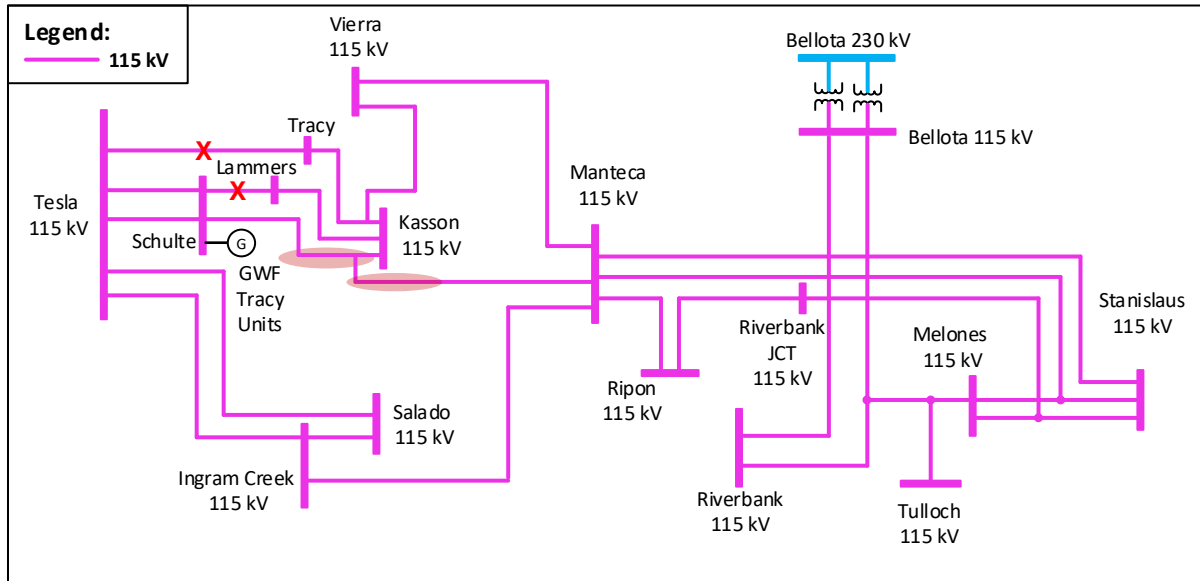 Legend:
115 kV
Vierra
115 kV
Bellota 230 kV
Bellota 115 kV
Tracy
X
Lammers
X
Tesla
115 kV
Manteca
115 kV
Kasson
115 kV
Schulte
G
GWF
Tracy
Units
Stanislaus
115 kV
Riverbank
JCT
115 kV
Melones
115 kV
Ripon
115 kV
Salado
115 kV
Ingram Creek
115 kV
Riverbank
115 kV
Tulloch
115 kV